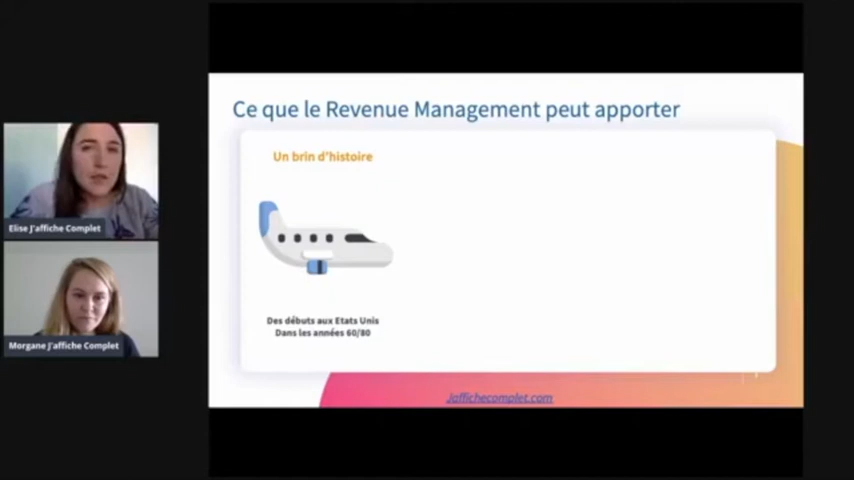 Ce que le Revenue Management peut apporter
Un brin d'histoire
Des débuts aux Etats Unis
Dans les années 60/80
Jaffichecomplet.com
Elise J'affiche Complet
Morgane J'affiche Complet